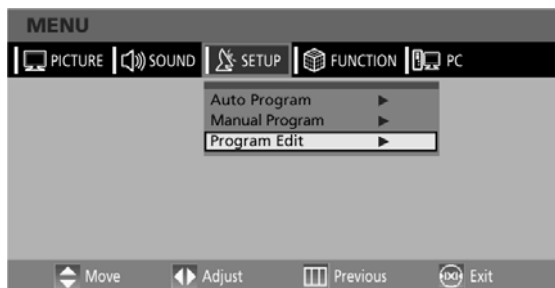 MENU
PICTURE SOUND SETUP FUNCTION PC
Auto Program
Manual Program
Program Edit
Move Adjust Previous Exit